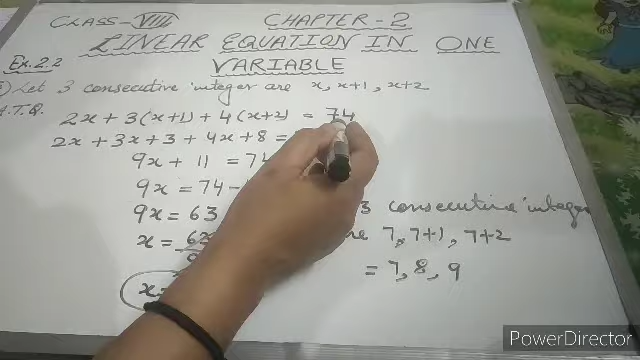 CLASS-VIII
CHAPTER-2
LINEAR EQUATION IN ONE
VARIABLE
Ex. 2.2
Let 3 consecutive integer are x, x+1, x+2
A.T.Q.
2x + 3(x+1) + 4(x+2) = 74
2x + 3x + 3 + 4x + 8 =
9x + 11 = 74
9x = 74 -
9x = 63
x = 63
x =
3 consecutive integer
7, 7+1, 7+2
= 7, 8, 9
PowerDirector